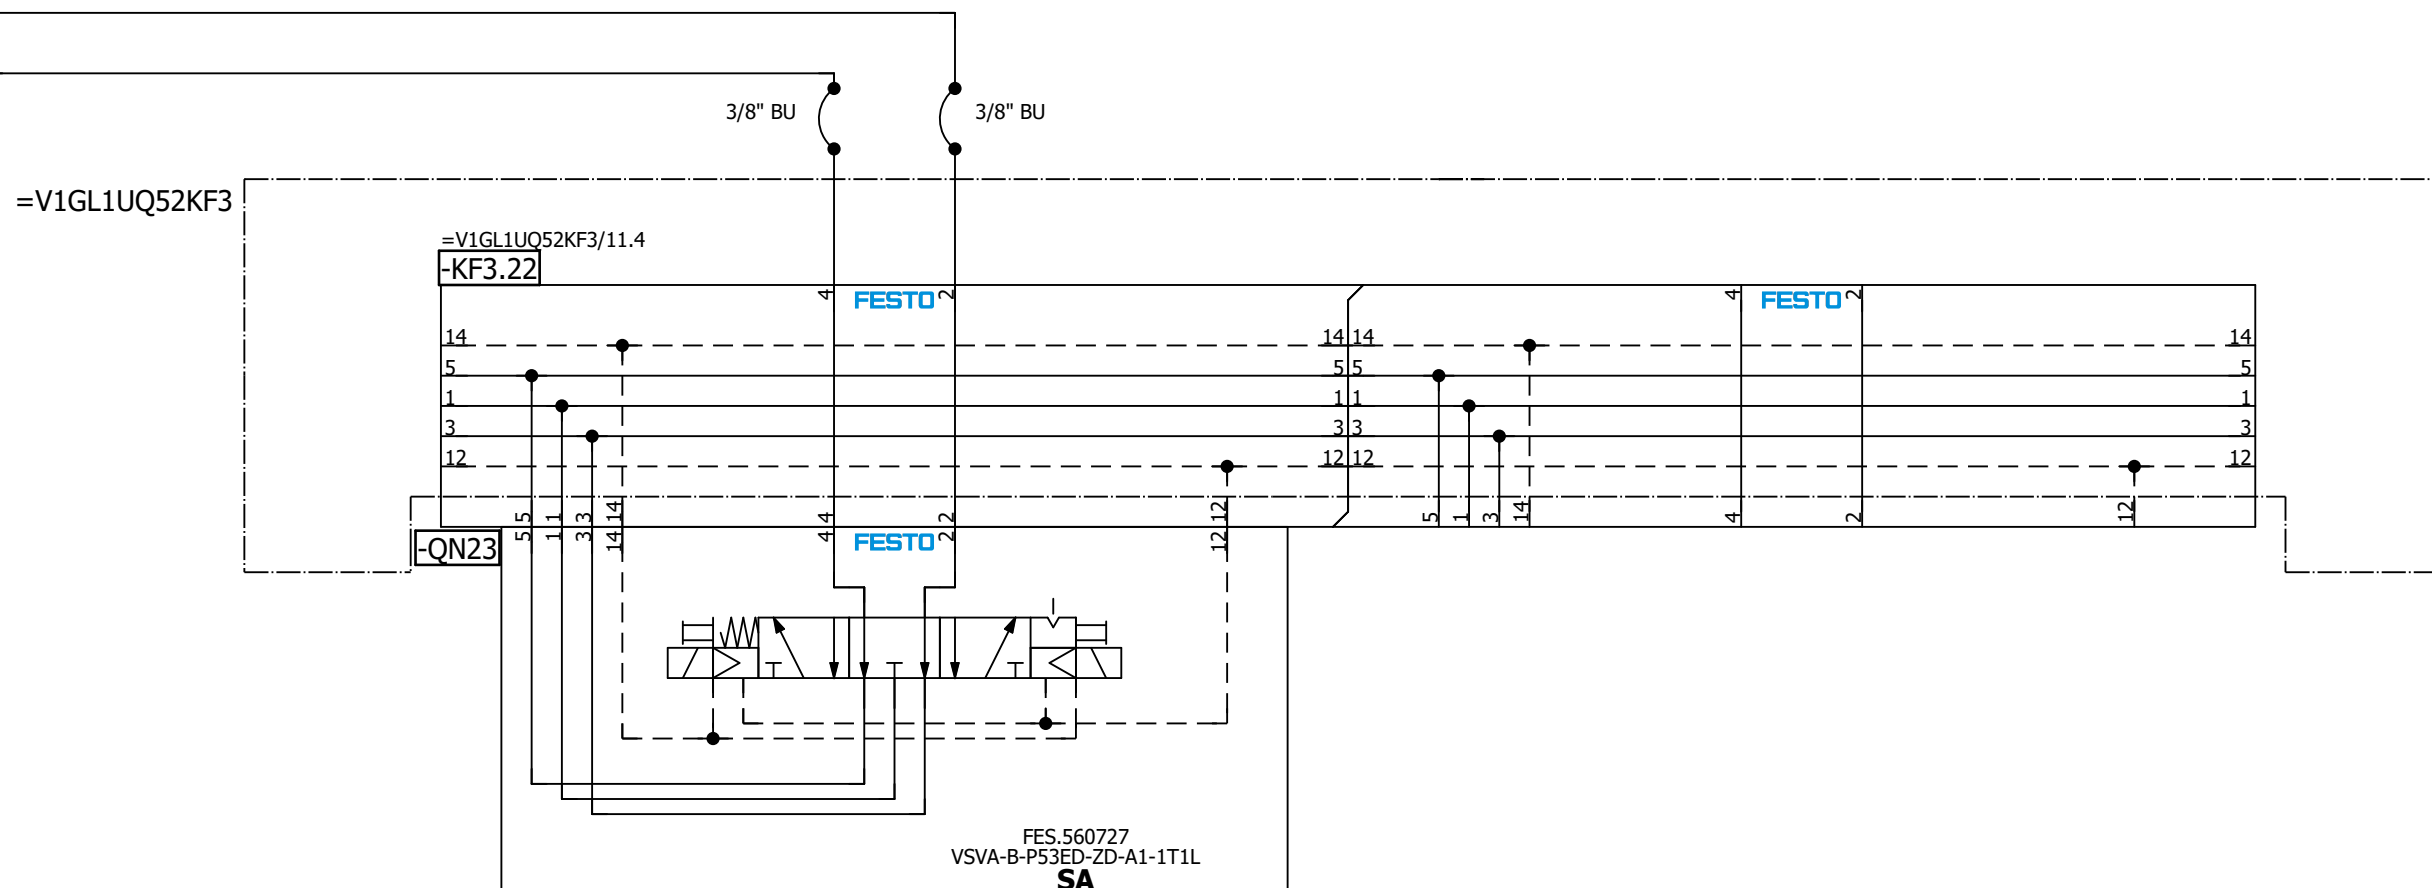 3/8" BU 3/8" BU
=V1GL1UQ52KF3
=V1GL1UQ52KF3/11.4
-KF3.22
4 FESTO 2 4 FESTO 2
14 14 14 14
5 5 5 5
1 1 1 1
3 3 3 3
12 12 12 12
5 1 3 14 4 2 12 5 1 3 14 4 2 12
-QN23
5 1 3 14 4 FESTO 2 12
FES.560727
VSVA-B-P53ED-ZD-A1-1T1L
SA